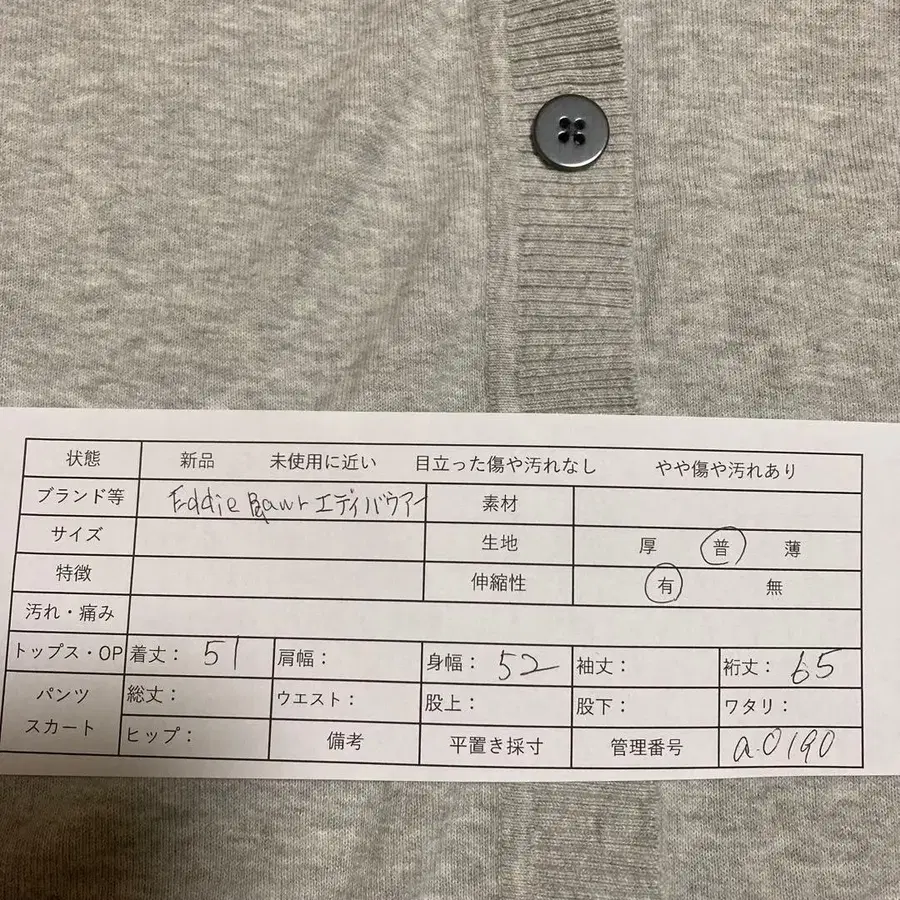 状態 新品 未使用に近い 目立った傷や汚れなし やや傷や汚れあり
ブランド等 Eddie Baur エディバウアー 素材
サイズ 生地 厚 普 薄
特徴 伸縮性 有 無
汚れ・痛み
トップス・OP 着丈： 51 肩幅： 身幅： 52 袖丈： 裄丈： 65
パンツ 総丈： ウエスト： 股上： 股下： ワタリ：
スカート ヒップ： 備考 平置き採寸 管理番号 a.0190